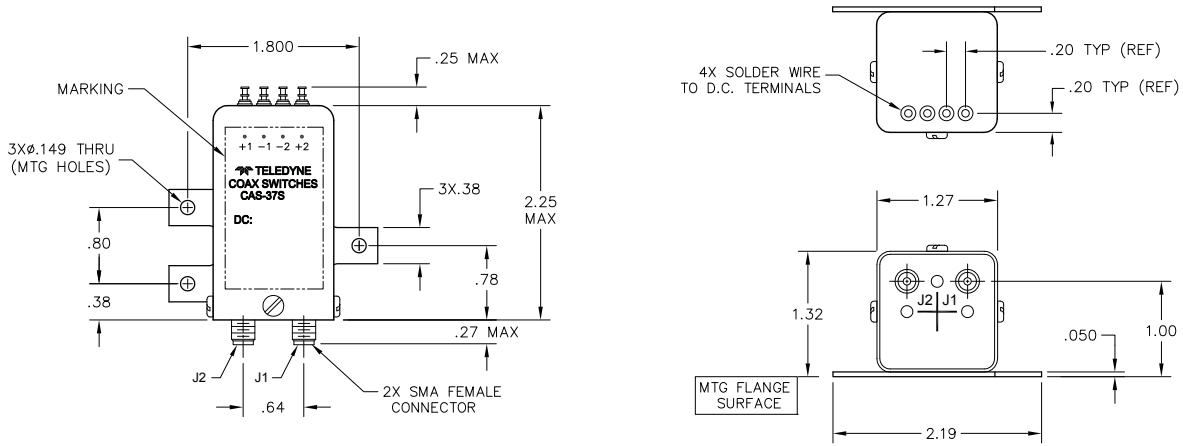 1.800
.25 MAX
MARKING
3XØ.149 THRU
(MTG HOLES)
+1 -1 -2 +2
TELEDYNE
COAX SWITCHES
CAS-37S
DC:
3X.38
2.25
MAX
.80
.38
.78
.27 MAX
J2
J1
2X SMA FEMALE
CONNECTOR
.64
.20 TYP (REF)
4X SOLDER WIRE
TO D.C. TERMINALS
.20 TYP (REF)
1.27
J2 J1
1.32
.050
1.00
MTG FLANGE
SURFACE
2.19